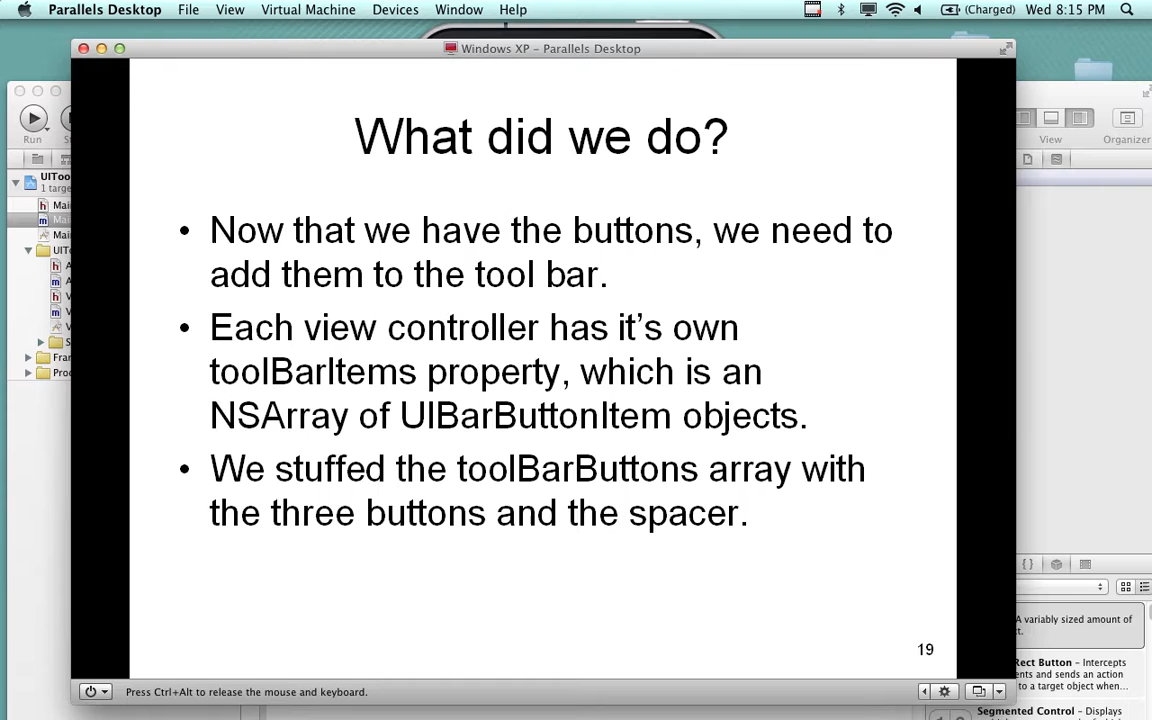 Parallels Desktop File View Virtual Machine Devices Window Help (Charged) Wed 8:15 PM
Windows XP – Parallels Desktop
Run
View
Organizer
What did we do?
• Now that we have the buttons, we need to
add them to the tool bar.
• Each view controller has it's own
toolBarItems property, which is an
NSArray of UIBarButtonItem objects.
• We stuffed the toolBarButtons array with
the three buttons and the spacer.
19
UIToo
1 targe
h Mai
m Mai
Mai
UITo
h A
m A
h V
m V
V
S
Fran
Proc
{}
A variably sized amount of
ct.
Rect Button – Intercepts
ents and sends an action
to a target object when...
Segmented Control – Displays
Press Ctrl+Alt to release the mouse and keyboard.